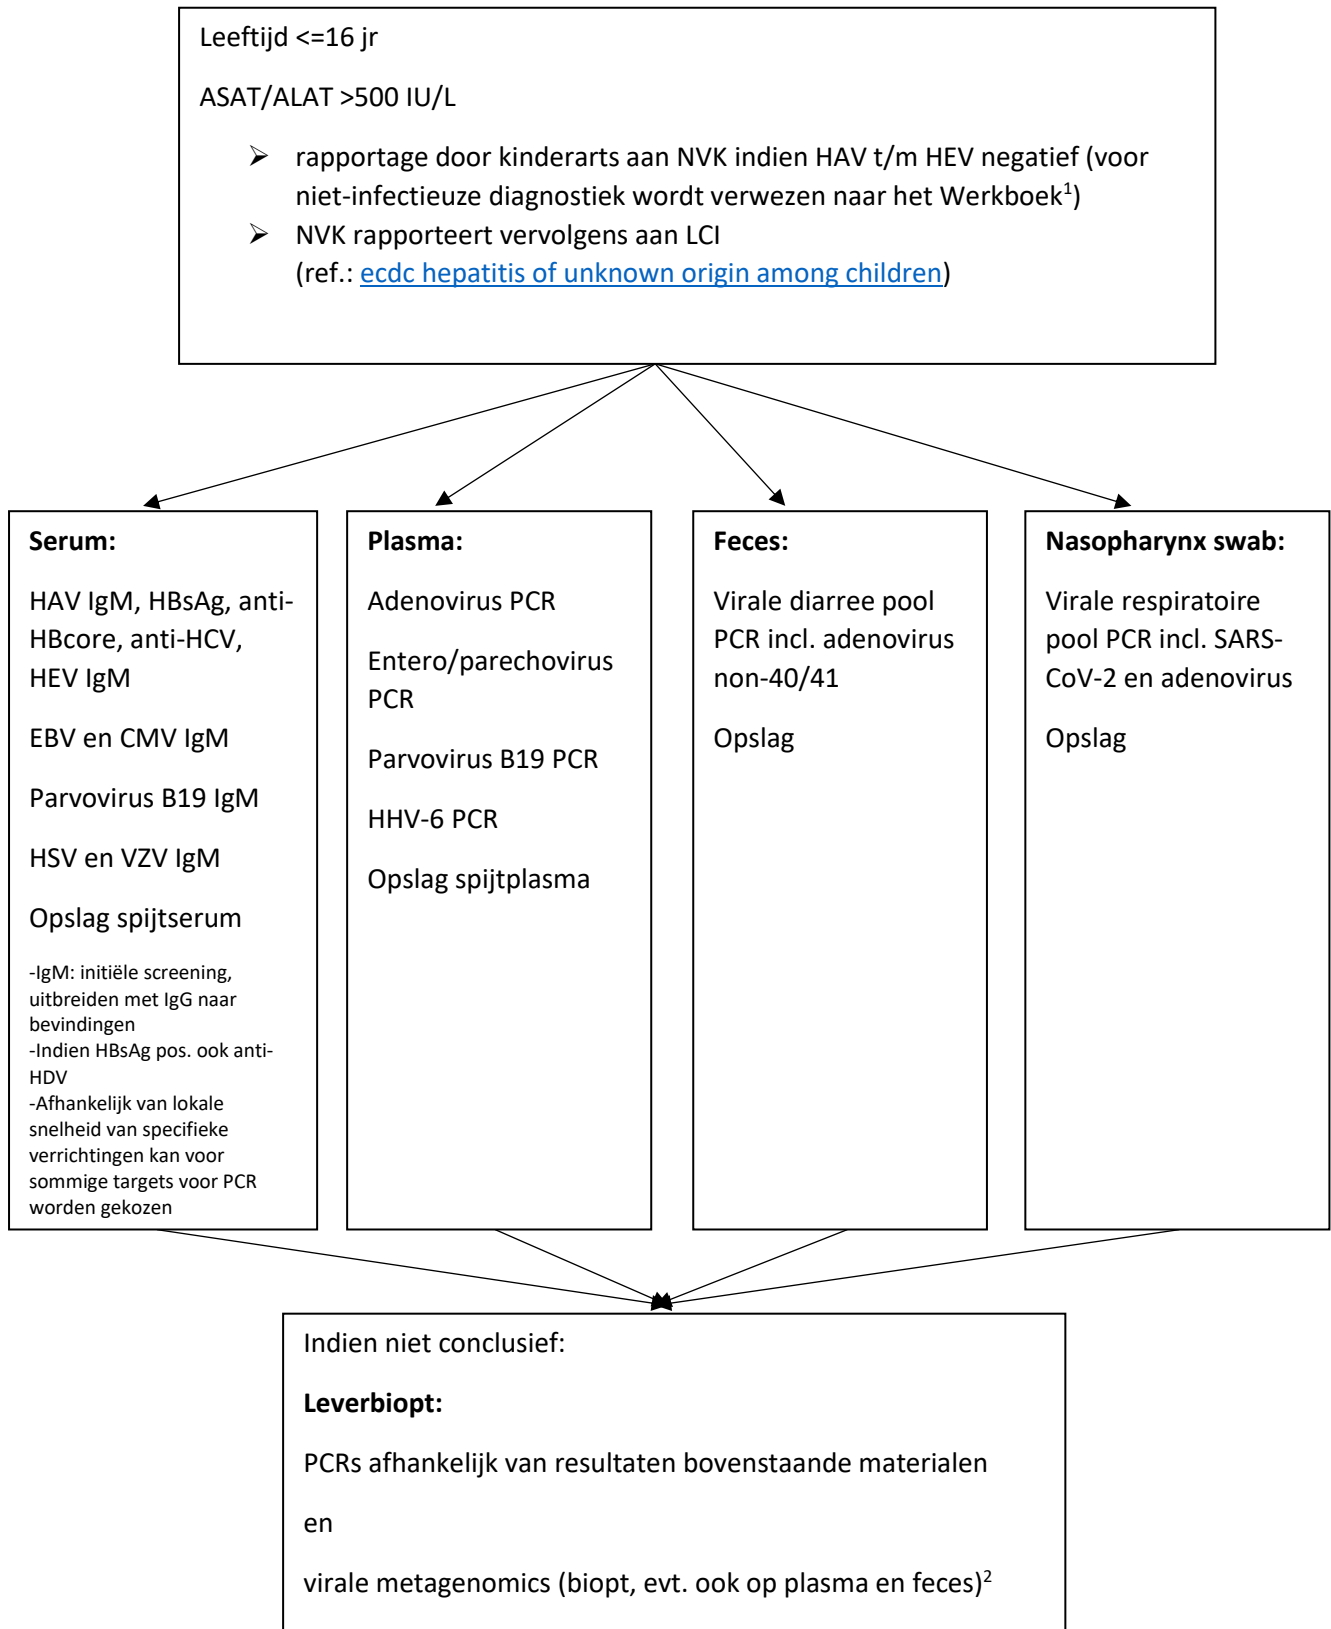 Leeftijd <=16 jr
ASAT/ALAT >500 IU/L
➢ rapportage door kinderarts aan NVK indien HAV t/m HEV negatief (voor
niet-infectieuze diagnostiek wordt verwezen naar het Werkboek¹)
➢ NVK rapporteert vervolgens aan LCI
(ref.: ecdc hepatitis of unknown origin among children)
Serum:
HAV IgM, HBsAg, anti-
HBcore, anti-HCV,
HEV IgM
EBV en CMV IgM
Parvovirus B19 IgM
HSV en VZV IgM
Opslag spijtserum
-IgM: initiële screening,
uitbreiden met IgG naar
bevindingen
-Indien HBsAg pos. ook anti-
HDV
-Afhankelijk van lokale
snelheid van specifieke
verrichtingen kan voor
sommige targets voor PCR
worden gekozen
Plasma:
Adenovirus PCR
Entero/parechovirus
PCR
Parvovirus B19 PCR
HHV-6 PCR
Opslag spijtplasma
Feces:
Virale diarree pool
PCR incl. adenovirus
non-40/41
Opslag
Nasopharynx swab:
Virale respiratoire
pool PCR incl. SARS-
CoV-2 en adenovirus
Opslag
Indien niet conclusief:
Leverbiopt:
PCRs afhankelijk van resultaten bovenstaande materialen
en
virale metagenomics (biopt, evt. ook op plasma en feces)²